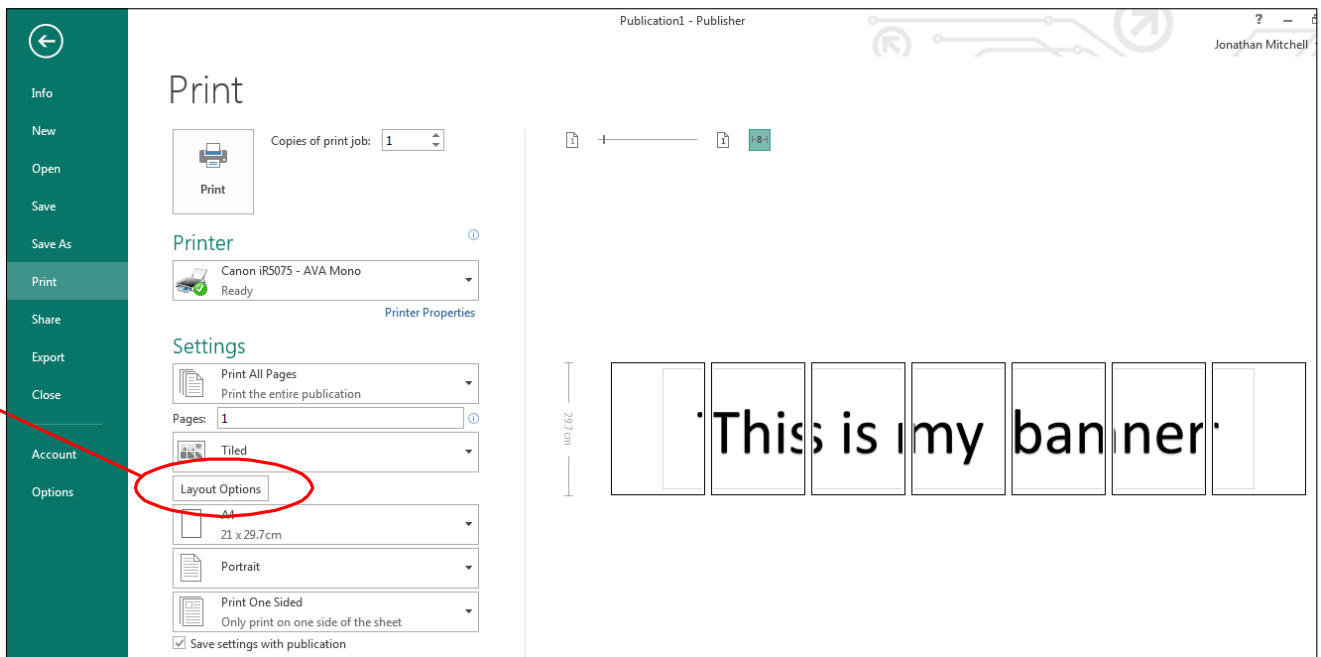 Publication1 - Publisher
?
Jonathan Mitchell
Info
New
Open
Save
Save As
Print
Share
Export
Close
Account
Options
Print
Print
Copies of print job: 1
Printer
Canon iR5075 - AVA Mono
Ready
Printer Properties
Settings
Print All Pages
Print the entire publication
Pages: 1
Tiled
Layout Options
A4
21 x 29.7cm
Portrait
Print One Sided
Only print on one side of the sheet
Save settings with publication
1 1
29.7 cm
This is my banner